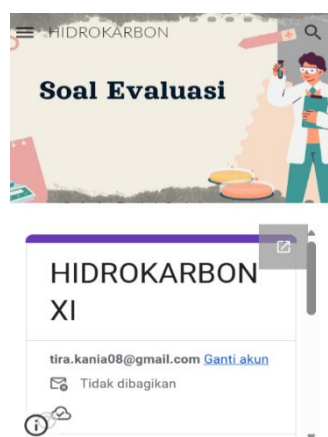 HIDROKARBON
Soal Evaluasi
HIDROKARBON
XI
tira.kania08@gmail.com Ganti akun
Tidak dibagikan